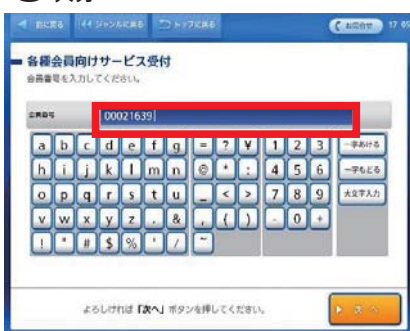 前に戻る ジャンルに戻る トップに戻る お問合せ 17 05
各種会員向けサービス受付
会員番号を入力してください。
会員番号 00021639
a b c d e f g = ? ¥ 1 2 3 一字あける
h i j k l m n @ * : 4 5 6 一字もどる
o p q r s t u _ < > 7 8 9 大文字入力
v w x y z . & , ( ) - 0 +
! " # $ % ' / ~
よろしければ「次へ」ボタンを押してください。 次へ